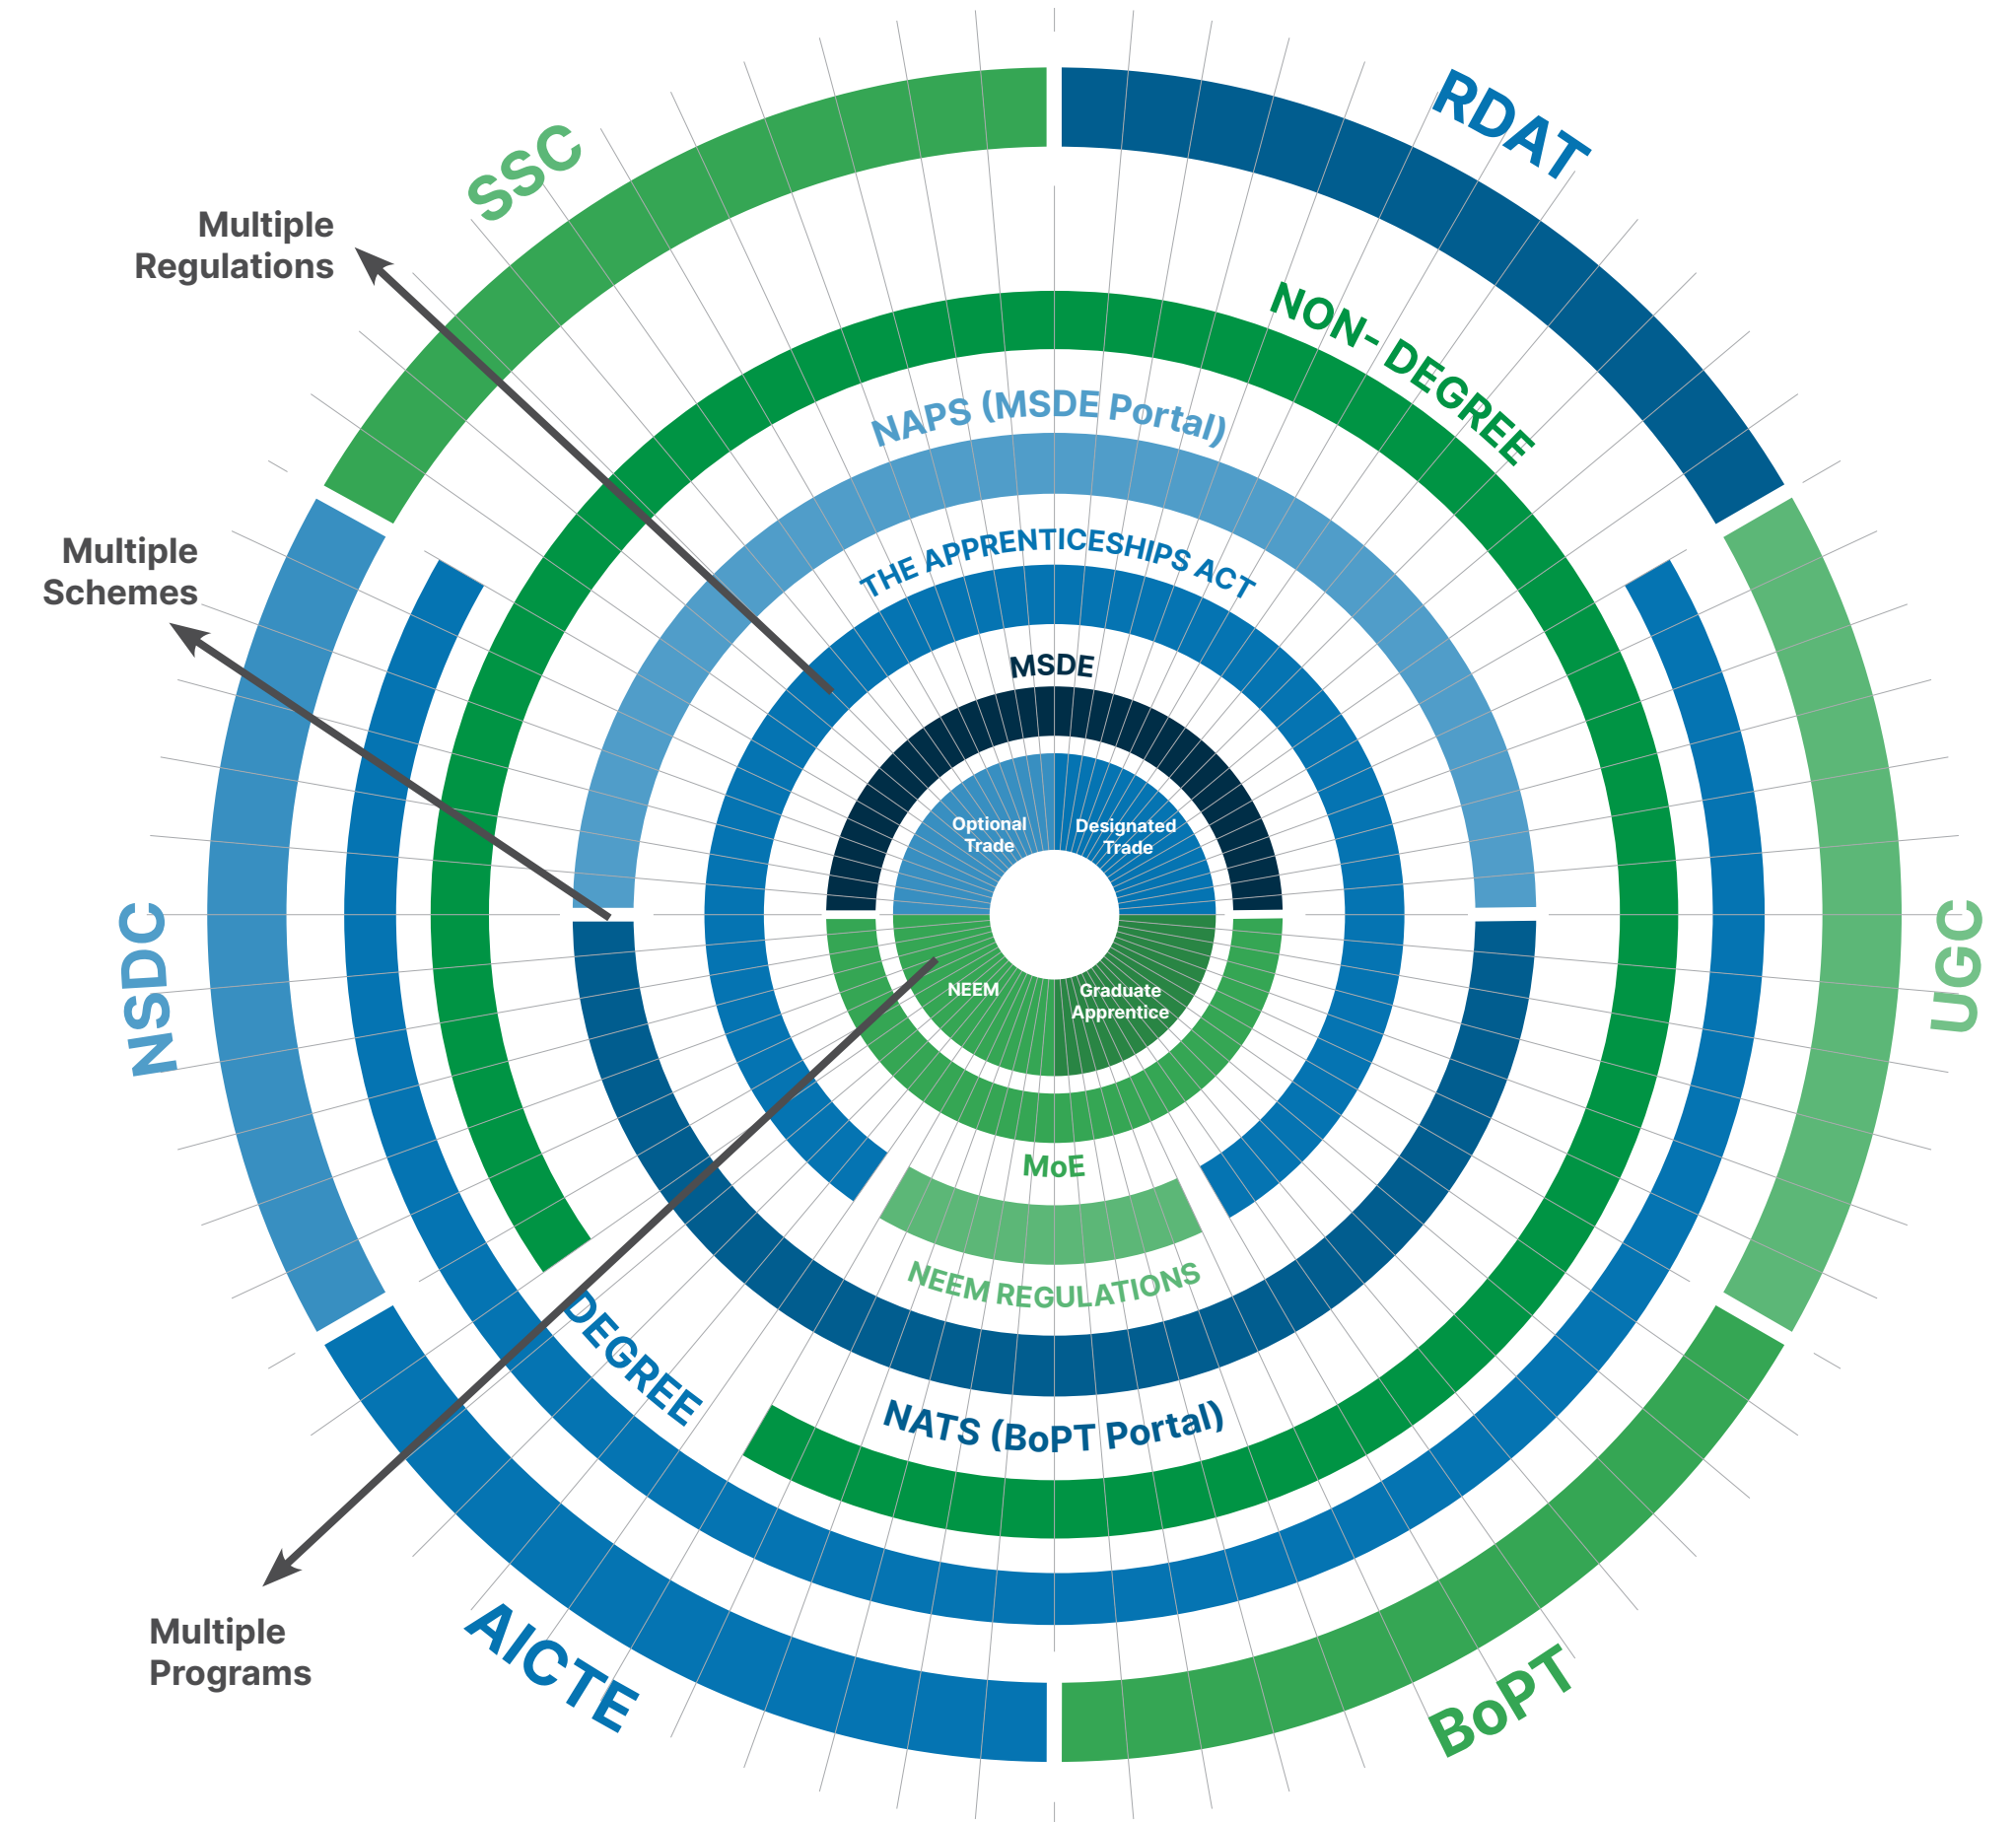 RDAT
SSC
Multiple
Regulations
NON-DEGREE
NAPS (MSDE Portal)
THE APPRENTICESHIPS ACT
Multiple
Schemes
MSDE
Optional
Trade
Designated
Trade
NSDC
UGC
NEEM
Graduate
Apprentice
MoE
NEEM REGULATIONS
DEGREE
NATS (BoPT Portal)
Multiple
Programs
AICTE
BoPT